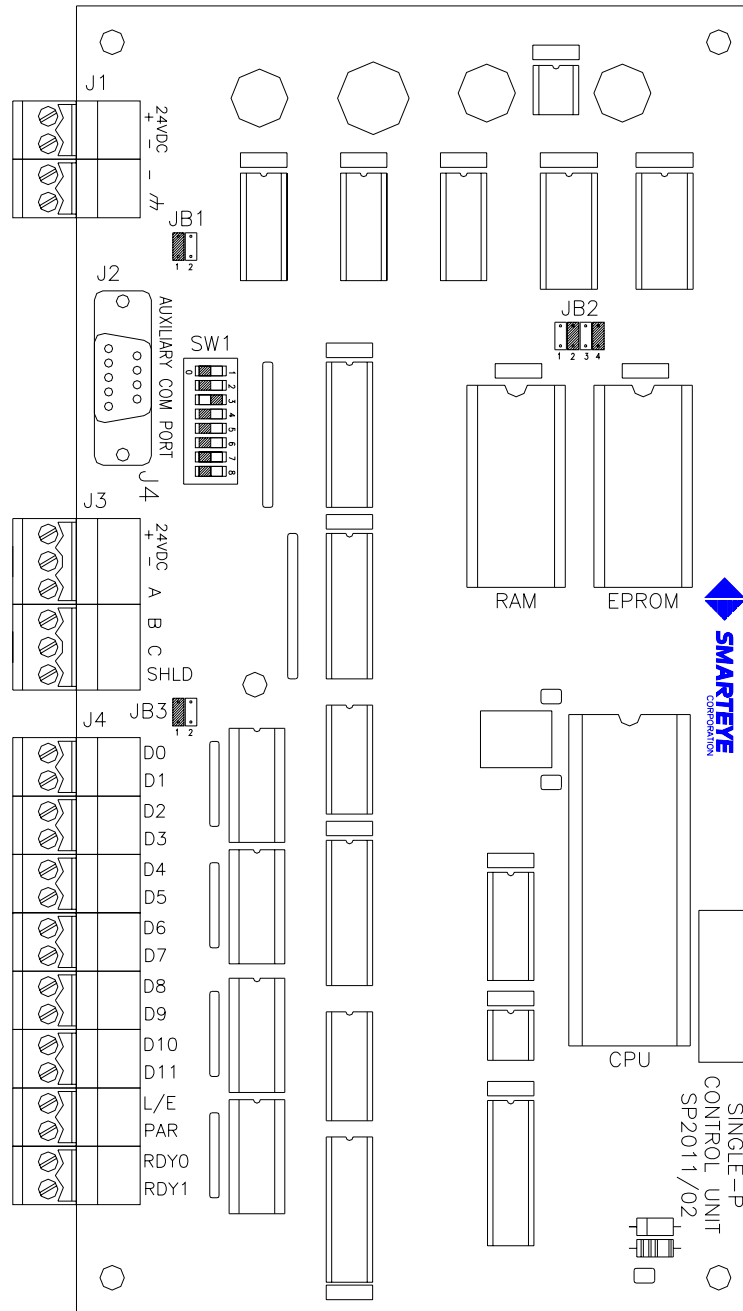 J1
24VDC
+ -
-
JB1
1 2
J2
AUXILIARY COM PORT
SW1
0
1
2
3
4
5
6
7
8
JB2
1 2 3 4
J4
J3
24VDC
+ -
A
B
C
SHLD
RAM
EPROM
SMARTEYE
CORPORATION
JB3
1 2
J4
D0
D1
D2
D3
D4
D5
D6
D7
D8
D9
D10
D11
L/E
PAR
RDY0
RDY1
CPU
SINGLE-P
CONTROL UNIT
SP2011/02